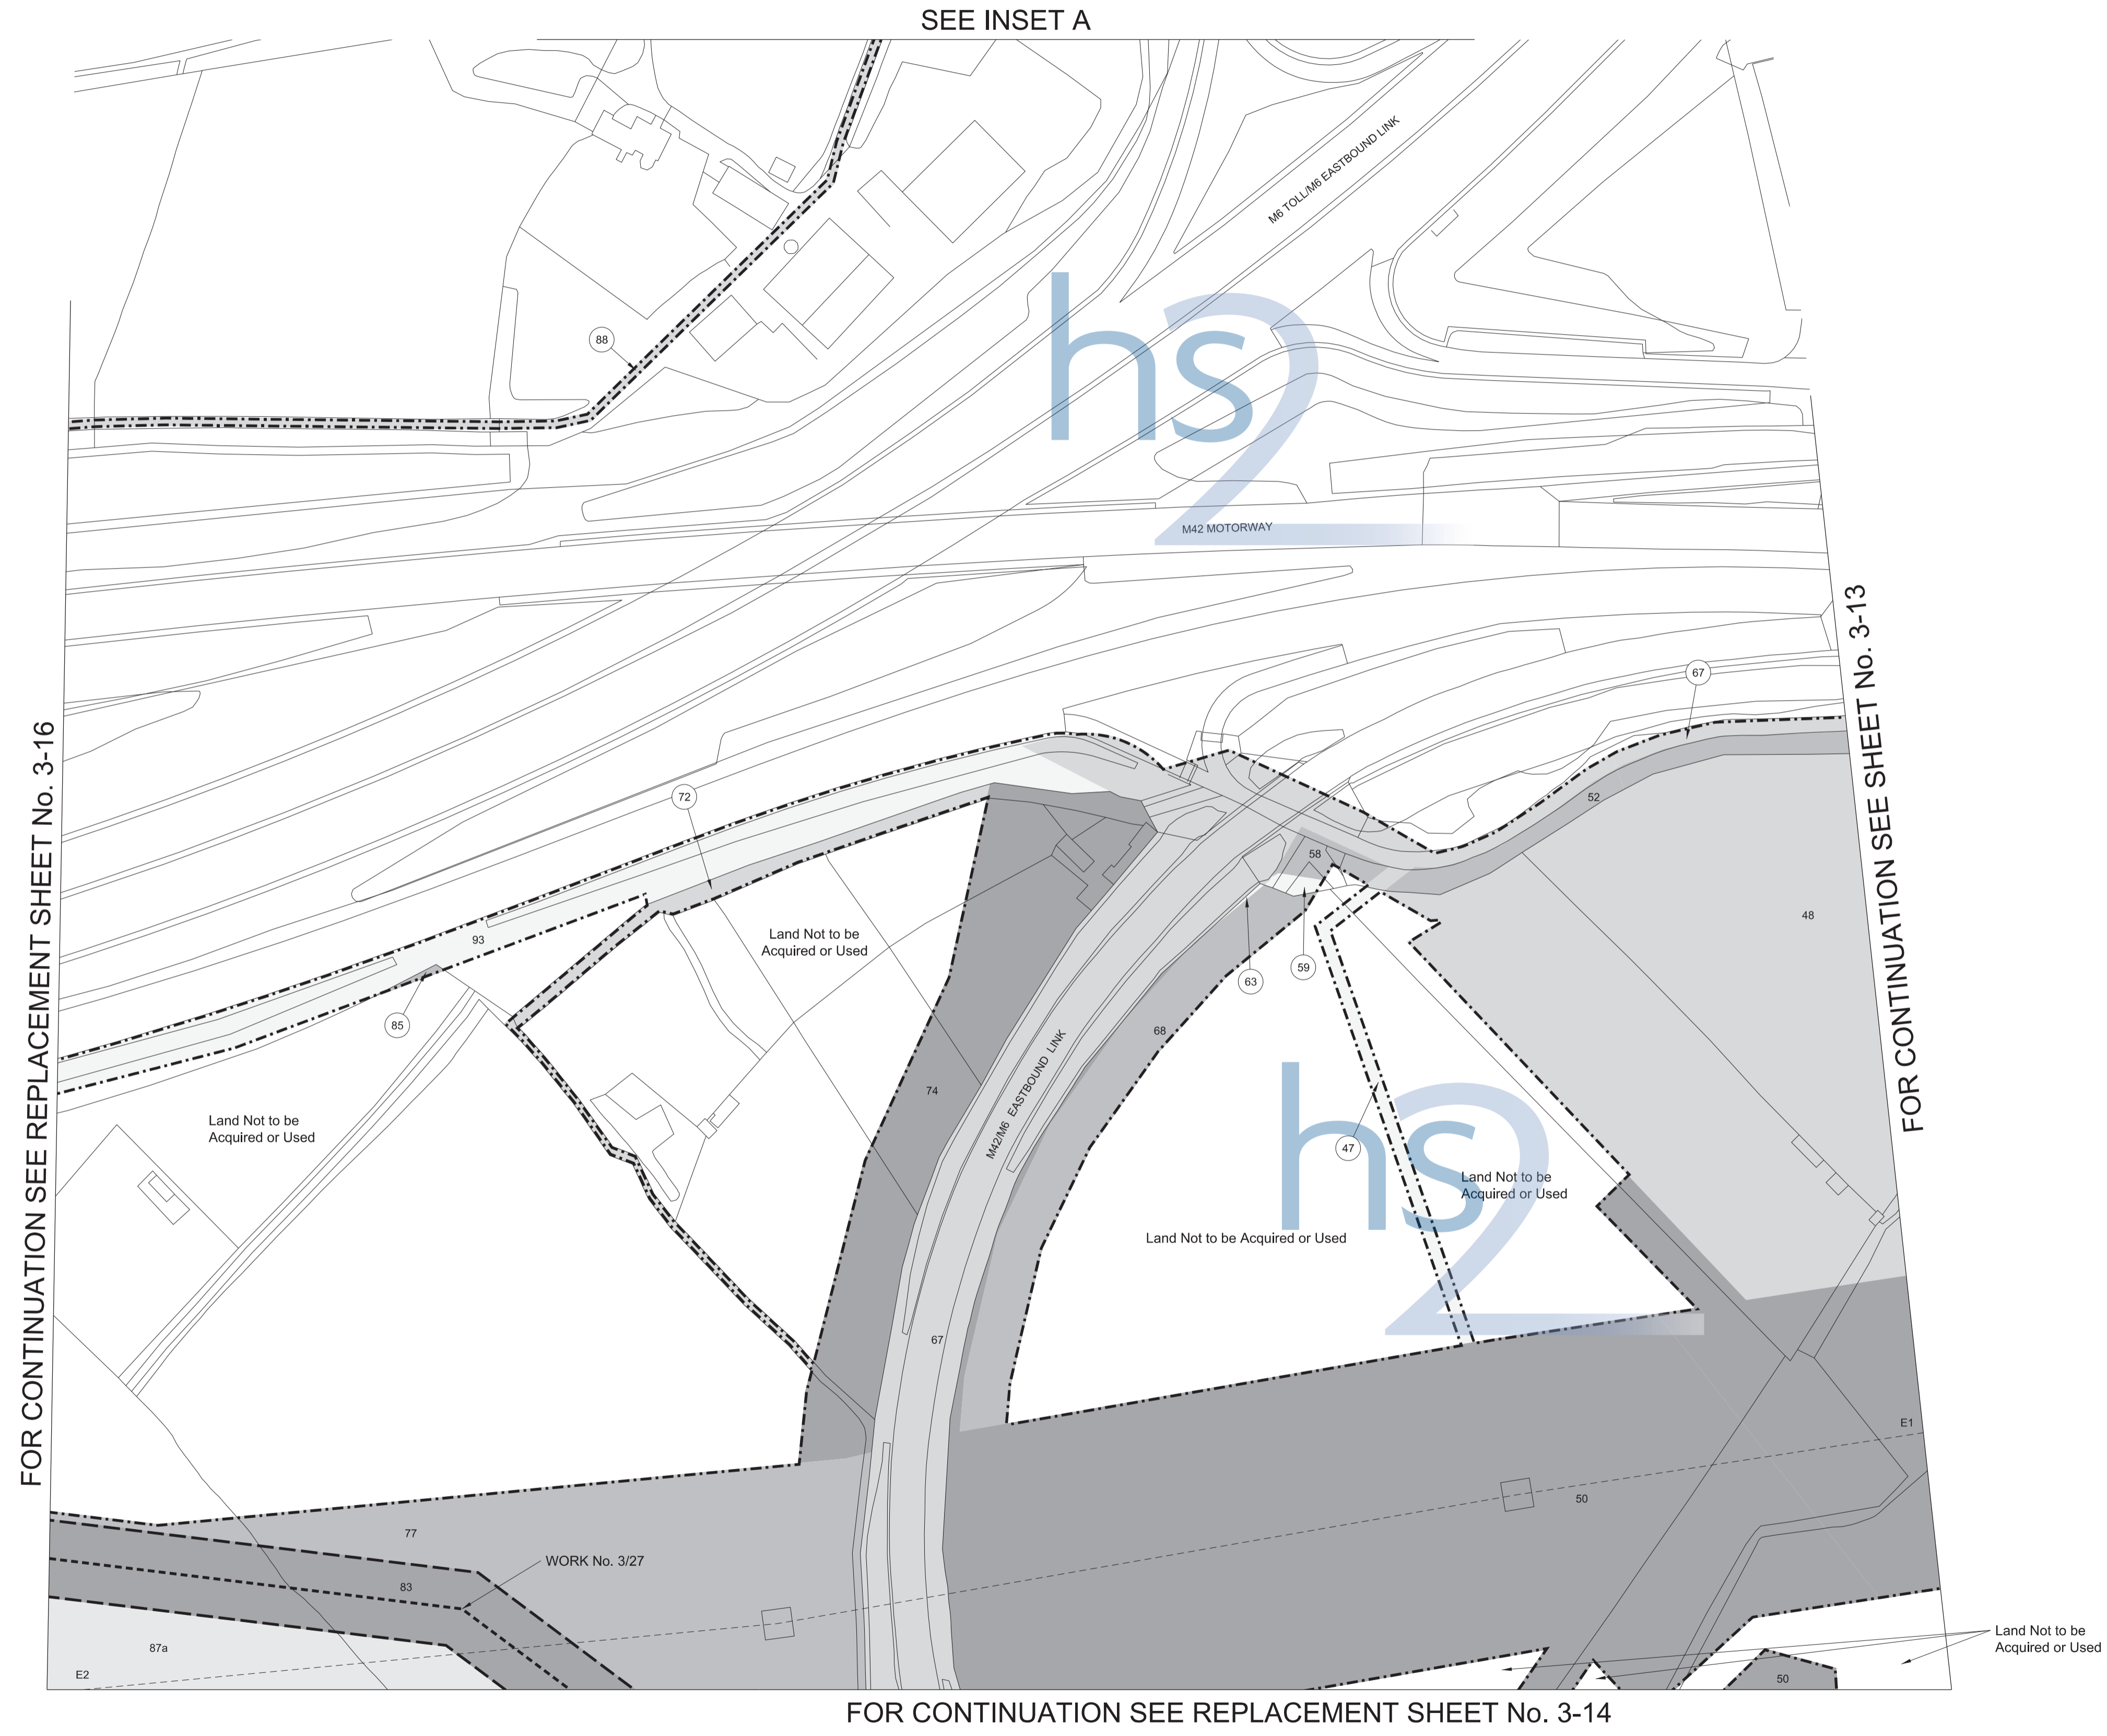 SEE INSET A
M6 TOLL/M6 EASTBOUND LINK
hs2
88
M42 MOTORWAY
FOR CONTINUATION SEE SHEET No. 3-13
67
FOR CONTINUATION SEE REPLACEMENT SHEET No. 3-16
72
52
58
48
Land Not to be
Acquired or Used
93
59
63
85
68
M42/M6 EASTBOUND LINK
74
hs2
Land Not to be
Acquired or Used
47
Land Not to be
Acquired or Used
Land Not to be Acquired or Used
67
E1
50
77
WORK No. 3/27
83
87a
E2
Land Not to be
Acquired or Used
50
FOR CONTINUATION SEE REPLACEMENT SHEET No. 3-14